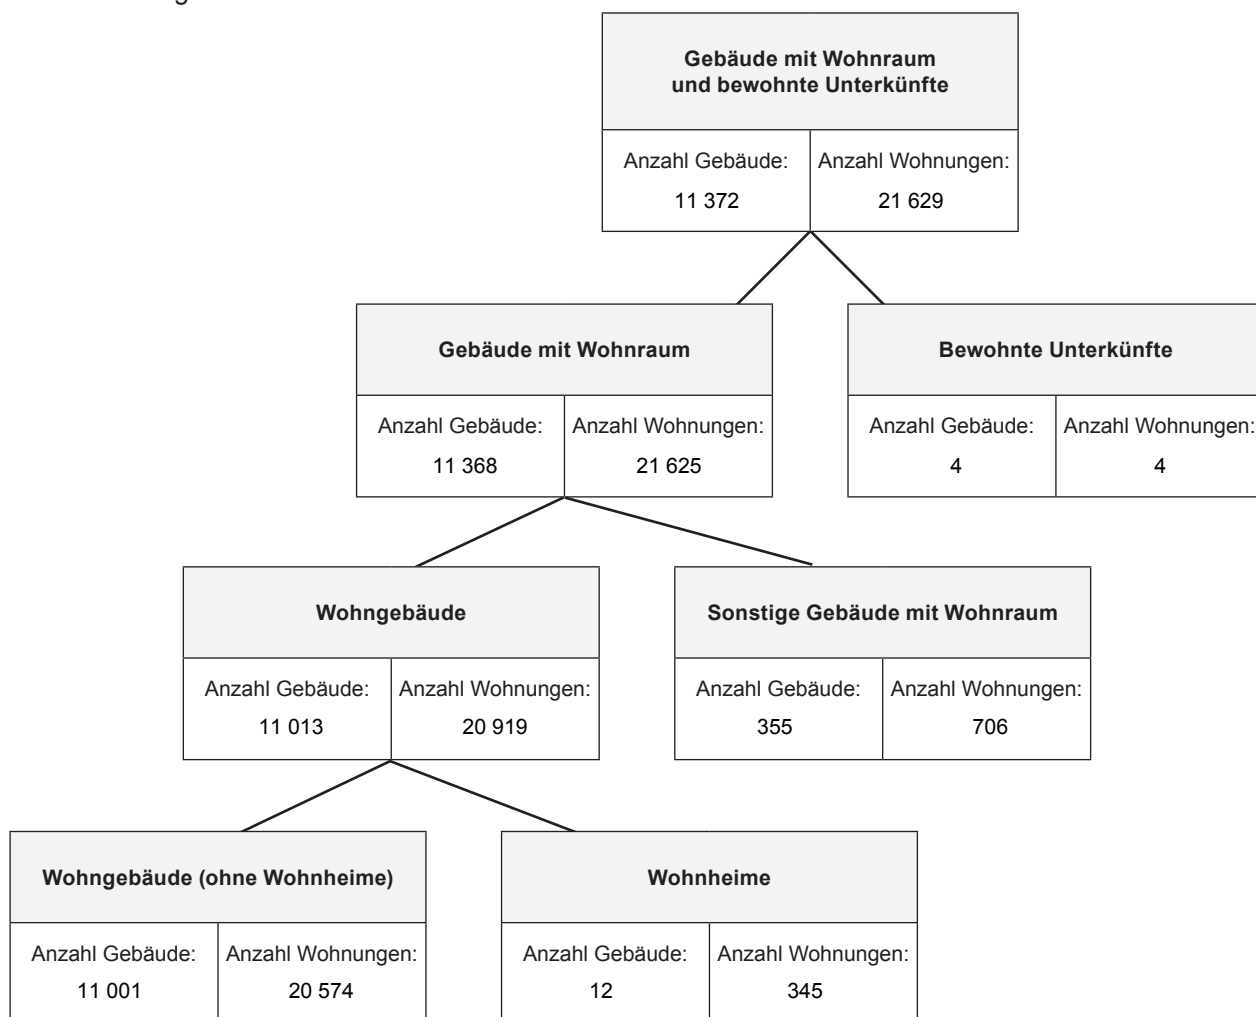 Gebäude mit Wohnraum
und bewohnte Unterkünfte
Anzahl Gebäude: Anzahl Wohnungen:
11 372 21 629
Gebäude mit Wohnraum Bewohnte Unterkünfte
Anzahl Gebäude: Anzahl Wohnungen: Anzahl Gebäude: Anzahl Wohnungen:
11 368 21 625 4 4
Wohngebäude Sonstige Gebäude mit Wohnraum
Anzahl Gebäude: Anzahl Wohnungen: Anzahl Gebäude: Anzahl Wohnungen:
11 013 20 919 355 706
Wohngebäude (ohne Wohnheime) Wohnheime
Anzahl Gebäude: Anzahl Wohnungen: Anzahl Gebäude: Anzahl Wohnungen:
11 001 20 574 12 345